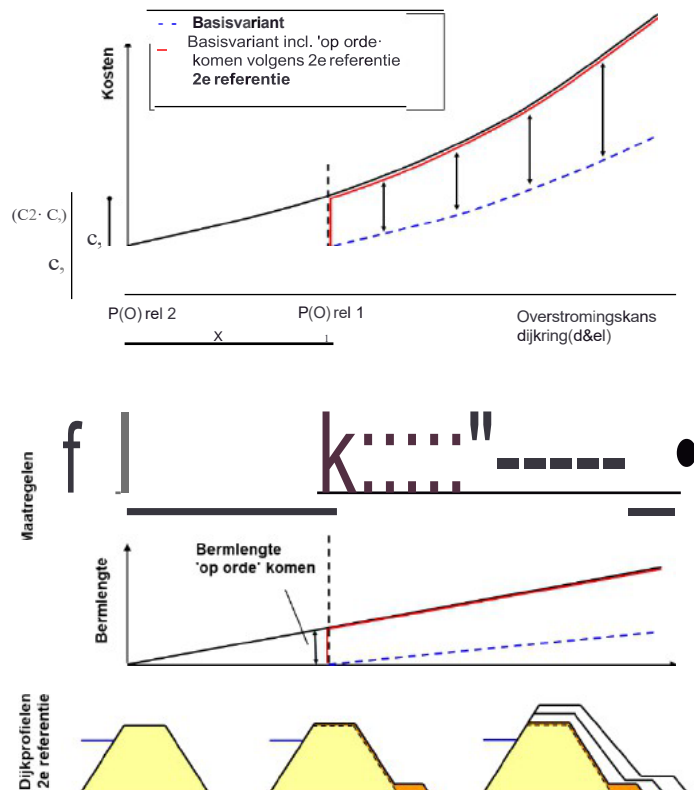 Basisvariant
Basisvariant incl. 'op orde·
komen volgens 2e referentie
2e referentie
Kosten
(C2· C,)
c,
c,
P(O) rel 2
P(O) rel 1
X
Overstromingskans
dijkring(d&el)
f
k:::::"-----•
Maatregelen
Bermlengte
'op orde' komen
Bermlengte
Dijkprofielen
2e referentie